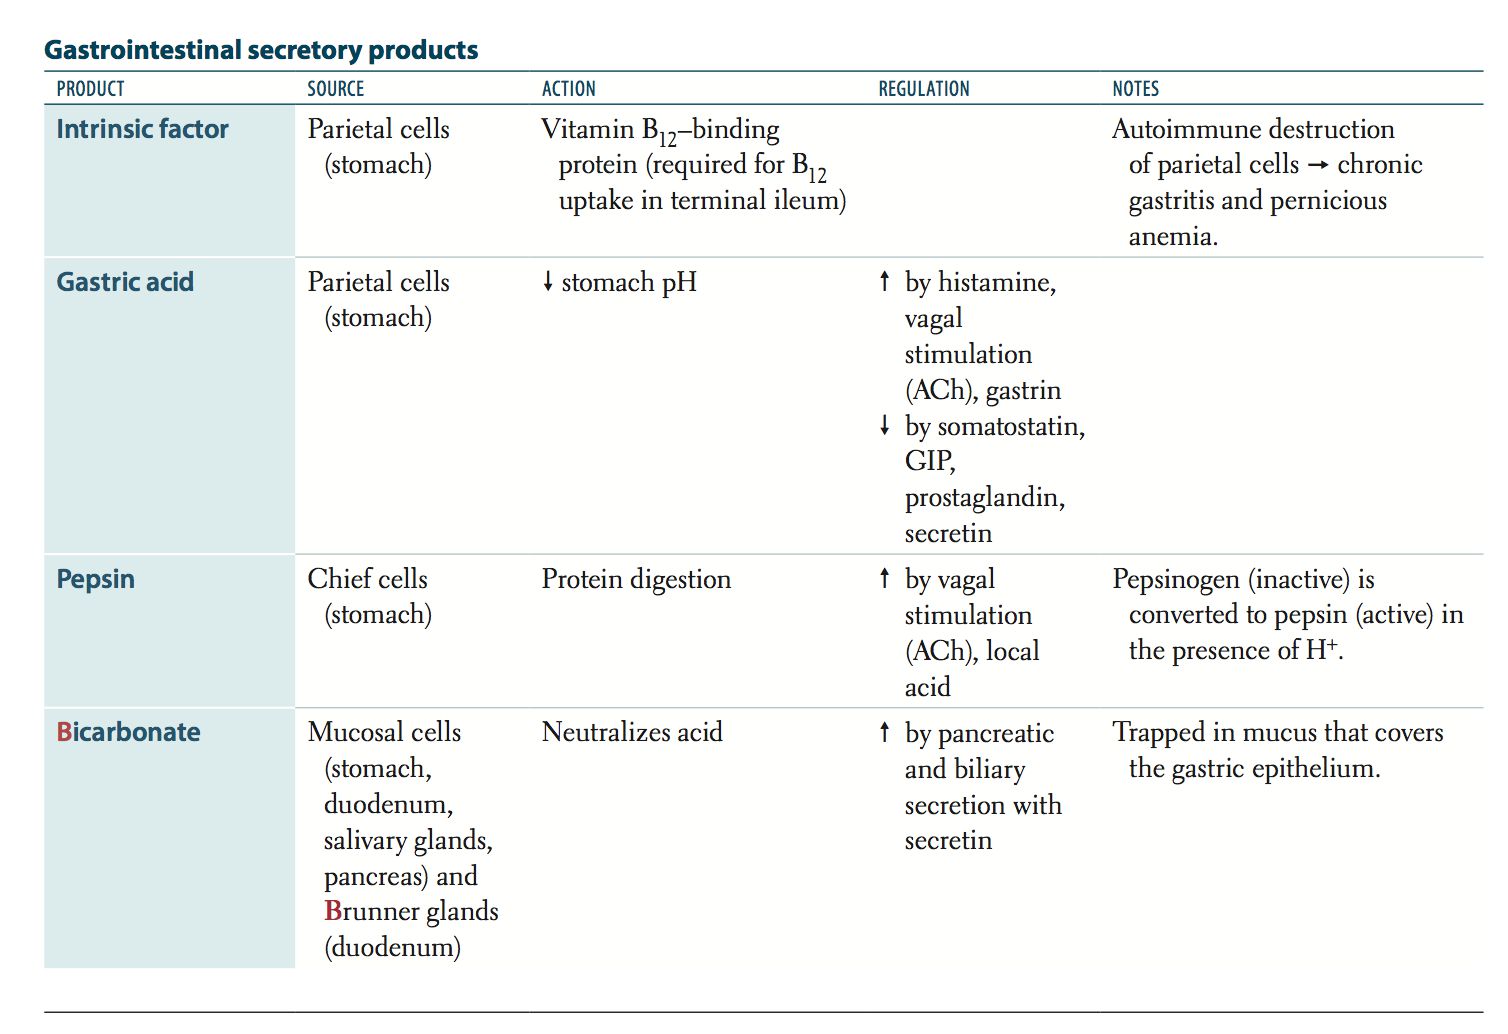 Gastrointestinal secretory products
PRODUCT SOURCE ACTION REGULATION NOTES
Intrinsic factor
Parietal cells
(stomach)
Vitamin B12–binding
protein (required for B12
uptake in terminal ileum)
Autoimmune destruction
of parietal cells → chronic
gastritis and pernicious
anemia.
Gastric acid
Parietal cells
(stomach)
↓ stomach pH
↑ by histamine,
vagal
stimulation
(ACh), gastrin
↓ by somatostatin,
GIP,
prostaglandin,
secretin
Pepsin
Chief cells
(stomach)
Protein digestion
↑ by vagal
stimulation
(ACh), local
acid
Pepsinogen (inactive) is
converted to pepsin (active) in
the presence of H+.
Bicarbonate
Mucosal cells
(stomach,
duodenum,
salivary glands,
pancreas) and
Brunner glands
(duodenum)
Neutralizes acid
↑ by pancreatic
and biliary
secretion with
secretin
Trapped in mucus that covers
the gastric epithelium.